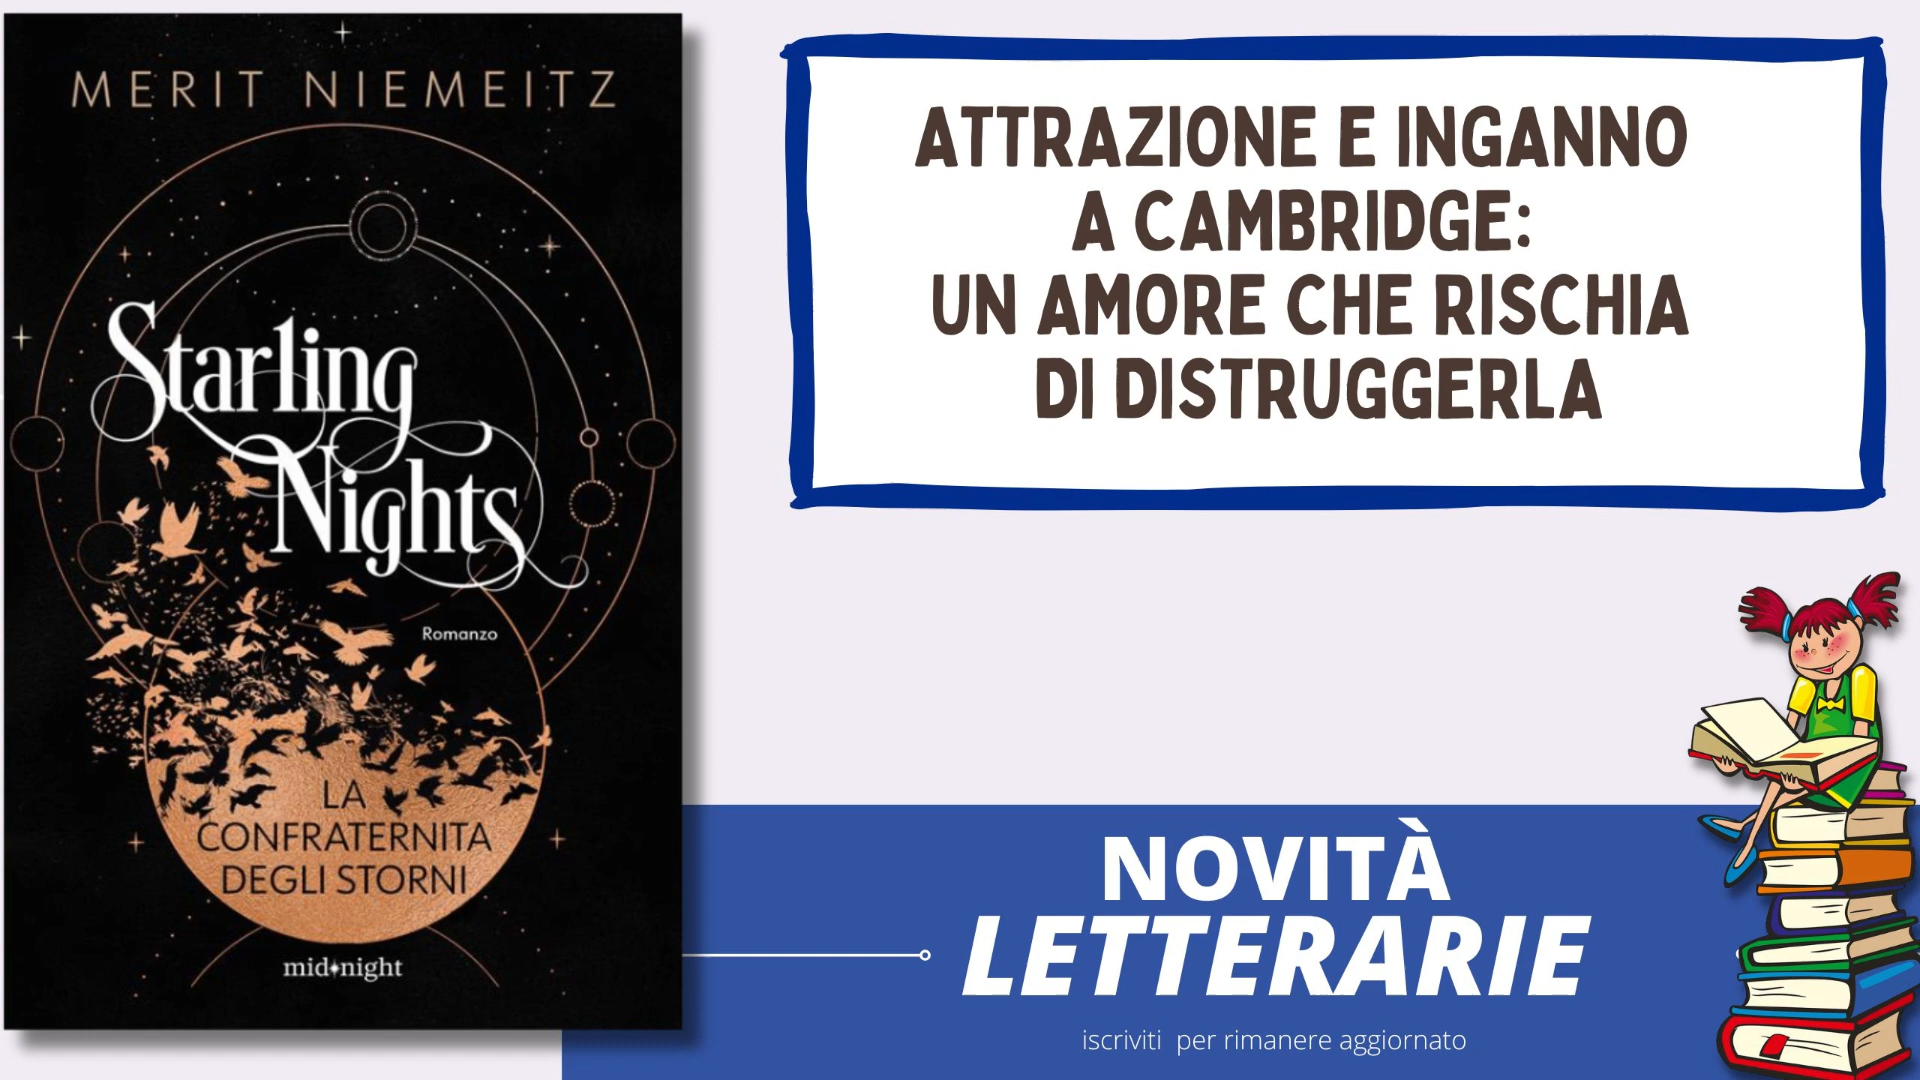 MERIT NIEMEITZ
Starling
Nights
Romanzo
LA
CONFRATERNITA
DEGLI STORNI
mid✦night
ATTRAZIONE E INGANNO
A CAMBRIDGE:
UN AMORE CHE RISCHIA
DI DISTRUGGERLA
NOVITÀ
LETTERARIE
iscriviti per rimanere aggiornato